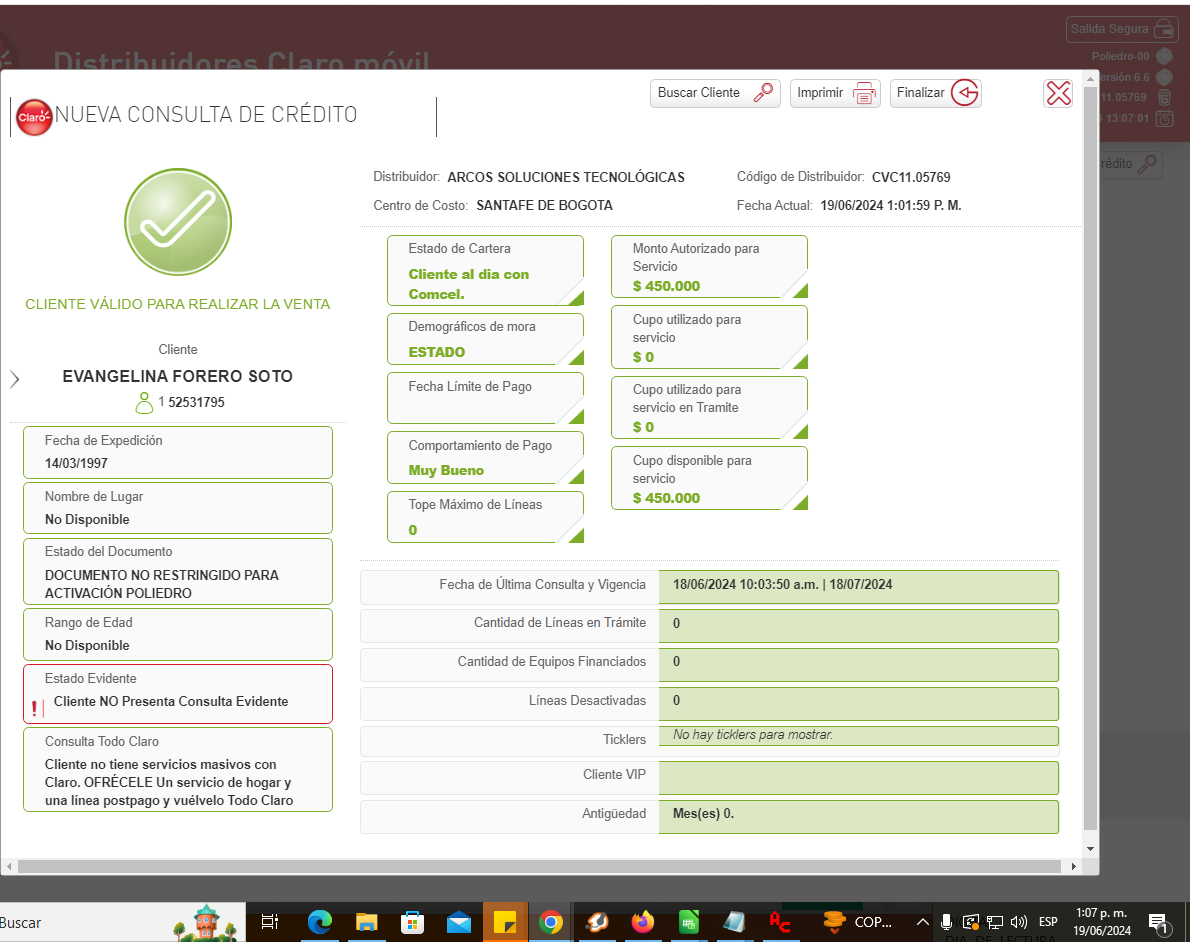 Distribuidores Claro móvil
Salida Segura
Poliedro-00
ersión 6.6
11.05769
13:07:01
rédito
Claro
NUEVA CONSULTA DE CRÉDITO
Buscar Cliente
Imprimir
Finalizar
CLIENTE VÁLIDO PARA REALIZAR LA VENTA
Cliente
EVANGELINA FORERO SOTO
1 52531795
Fecha de Expedición
14/03/1997
Nombre de Lugar
No Disponible
Estado del Documento
DOCUMENTO NO RESTRINGIDO PARA
ACTIVACIÓN POLIEDRO
Rango de Edad
No Disponible
Estado Evidente
Cliente NO Presenta Consulta Evidente
Consulta Todo Claro
Cliente no tiene servicios masivos con
Claro. OFRÉCELE Un servicio de hogar y
una línea postpago y vuélvelo Todo Claro
Distribuidor: ARCOS SOLUCIONES TECNOLÓGICAS
Código de Distribuidor: CVC11.05769
Centro de Costo: SANTAFE DE BOGOTA
Fecha Actual: 19/06/2024 1:01:59 P. M.
Estado de Cartera
Cliente al dia con
Comcel.
Demográficos de mora
ESTADO
Fecha Límite de Pago
Comportamiento de Pago
Muy Bueno
Tope Máximo de Líneas
0
Monto Autorizado para
Servicio
$ 450.000
Cupo utilizado para
servicio
$ 0
Cupo utilizado para
servicio en Tramite
$ 0
Cupo disponible para
servicio
$ 450.000
Fecha de Última Consulta y Vigencia 18/06/2024 10:03:50 a.m. | 18/07/2024
Cantidad de Líneas en Trámite 0
Cantidad de Equipos Financiados 0
Líneas Desactivadas 0
Ticklers No hay ticklers para mostrar.
Cliente VIP
Antigüedad Mes(es) 0.
Buscar
COP...
ESP
1:07 p. m.
19/06/2024
1
DIA DE LECTURA